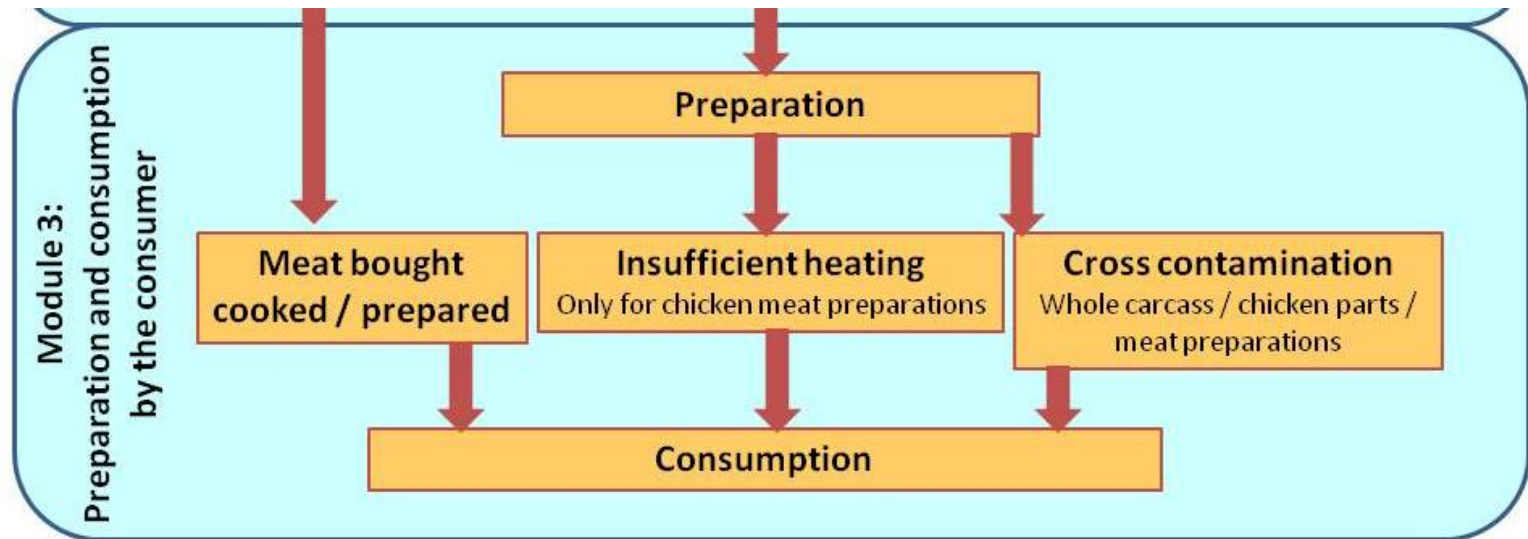 Module 3:
Preparation and consumption
by the consumer
Preparation
Meat bought
cooked / prepared
Insufficient heating
Only for chicken meat preparations
Cross contamination
Whole carcass / chicken parts /
meat preparations
Consumption